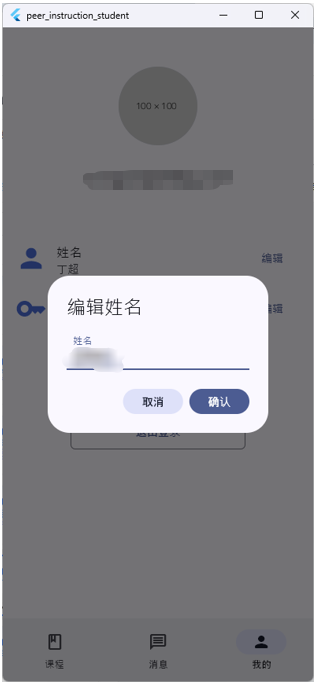 peer_instruction_student
100 × 100
姓名
丁超
编辑
编辑姓名
编辑
姓名
取消
确认
退出登录
课程
消息
我的